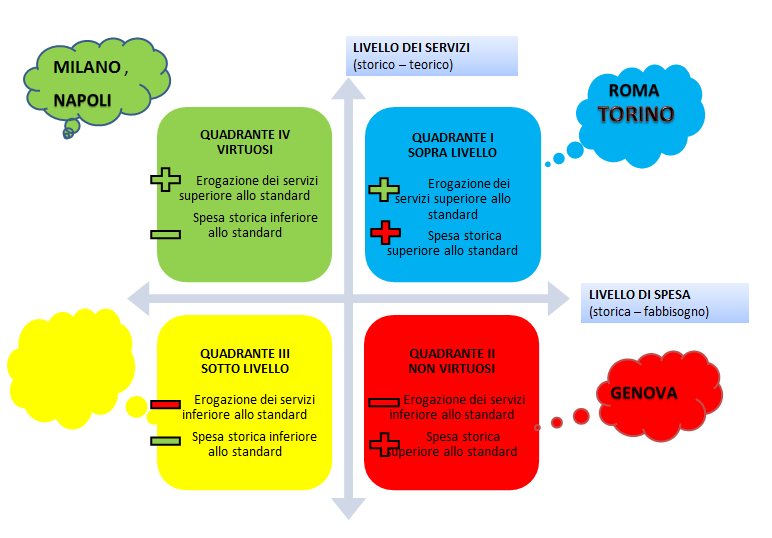 LIVELLO DEI SERVIZI
(storico – teorico)
MILANO ,
NAPOLI
ROMA
TORINO
QUADRANTE IV
VIRTUOSI
Erogazione dei servizi
superiore allo standard
Spesa storica inferiore
allo standard
QUADRANTE I
SOPRA LIVELLO
Erogazione dei
servizi superiore allo
standard
Spesa storica
superiore allo standard
LIVELLO DI SPESA
(storica – fabbisogno)
QUADRANTE III
SOTTO LIVELLO
Erogazione dei servizi
inferiore allo standard
Spesa storica inferiore
allo standard
QUADRANTE II
NON VIRTUOSI
Erogazione dei servizi
inferiore allo standard
Spesa storica
superiore allo standard
GENOVA